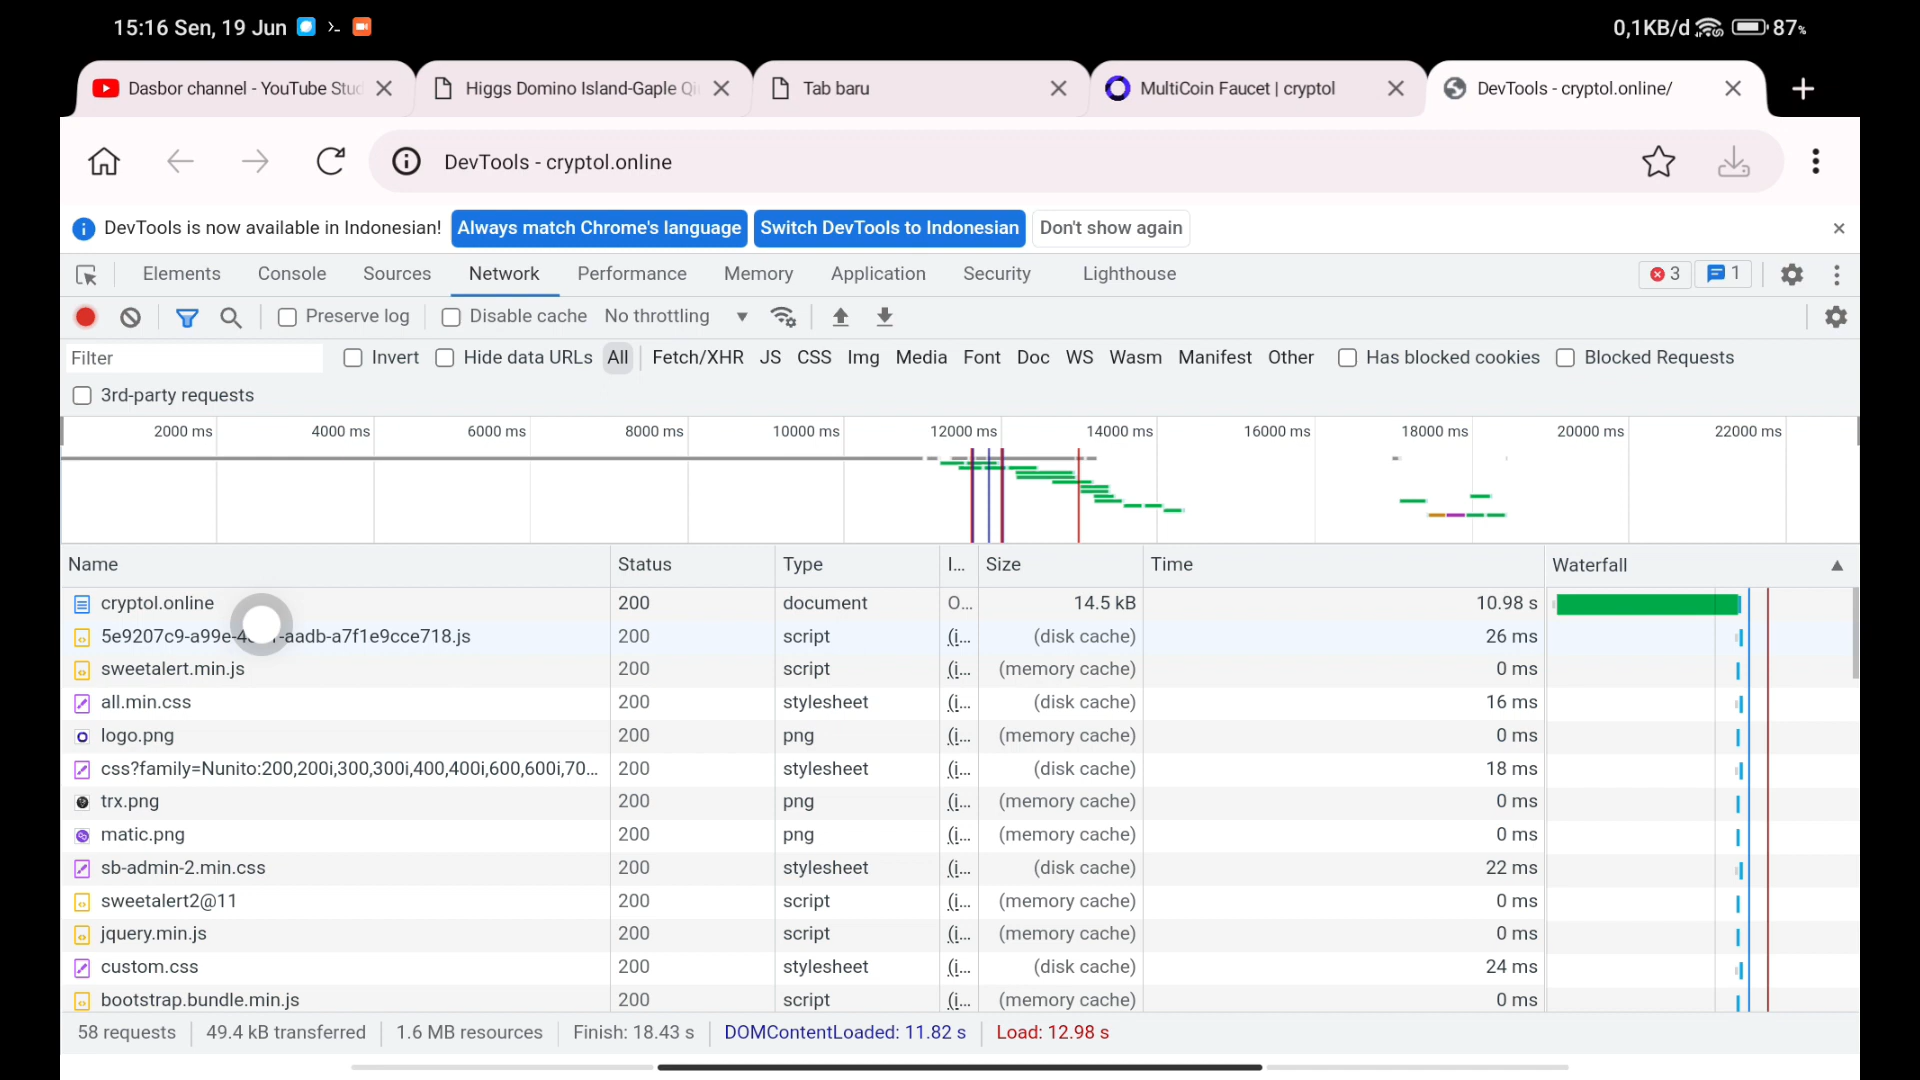 15:16 Sen, 19 Jun
0,1KB/d 87%
Dasbor channel - YouTube Stud
Higgs Domino Island-Gaple Qi
Tab baru
MultiCoin Faucet | cryptol
DevTools - cryptol.online/
DevTools - cryptol.online
DevTools is now available in Indonesian! Always match Chrome's language Switch DevTools to Indonesian Don't show again
Elements Console Sources Network Performance Memory Application Security Lighthouse 3 1
Preserve log Disable cache No throttling
Filter Invert Hide data URLs All Fetch/XHR JS CSS Img Media Font Doc WS Wasm Manifest Other Has blocked cookies Blocked Requests
3rd-party requests
2000 ms 4000 ms 6000 ms 8000 ms 10000 ms 12000 ms 14000 ms 16000 ms 18000 ms 20000 ms 22000 ms
Name Status Type I... Size Time Waterfall
cryptol.online 200 document O... 14.5 kB 10.98 s
-aadb-a7f1e9cce718.js 200 script (i... (disk cache) 26 ms
sweetalert.min.js 200 script (i... (memory cache) 0 ms
all.min.css 200 stylesheet (i... (disk cache) 16 ms
logo.png 200 png (i... (memory cache) 0 ms
css?family=Nunito:200,200i,300,300i,400,400i,600,600i,70... 200 stylesheet (i... (disk cache) 18 ms
trx.png 200 png (i... (memory cache) 0 ms
matic.png 200 png (i... (memory cache) 0 ms
sb-admin-2.min.css 200 stylesheet (i... (disk cache) 22 ms
sweetalert2@11 200 script (i... (memory cache) 0 ms
jquery.min.js 200 script (i... (memory cache) 0 ms
custom.css 200 stylesheet (i... (disk cache) 24 ms
bootstrap.bundle.min.js 200 script (i... (memory cache) 0 ms
58 requests 49.4 kB transferred 1.6 MB resources Finish: 18.43 s DOMContentLoaded: 11.82 s Load: 12.98 s